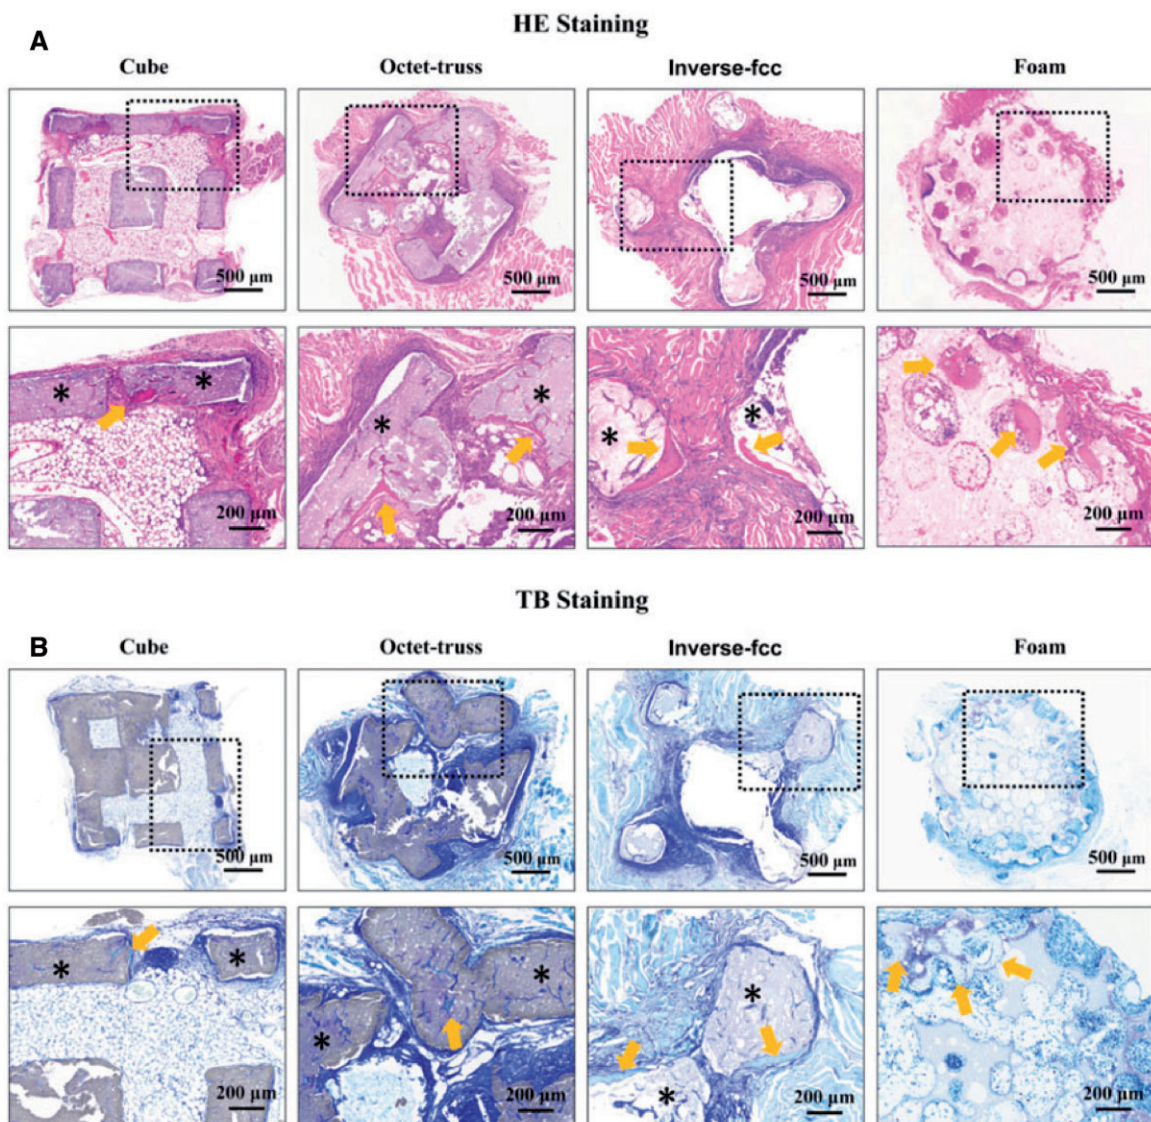 HE Staining
A
Cube Octet-truss Inverse-fcc Foam
500 µm 500 µm 500 µm 500 µm
* * * * * *
200 µm 200 µm 200 µm 200 µm
TB Staining
B
Cube Octet-truss Inverse-fcc Foam
500 µm 500 µm 500 µm 500 µm
* * * * * *
200 µm 200 µm 200 µm 200 µm